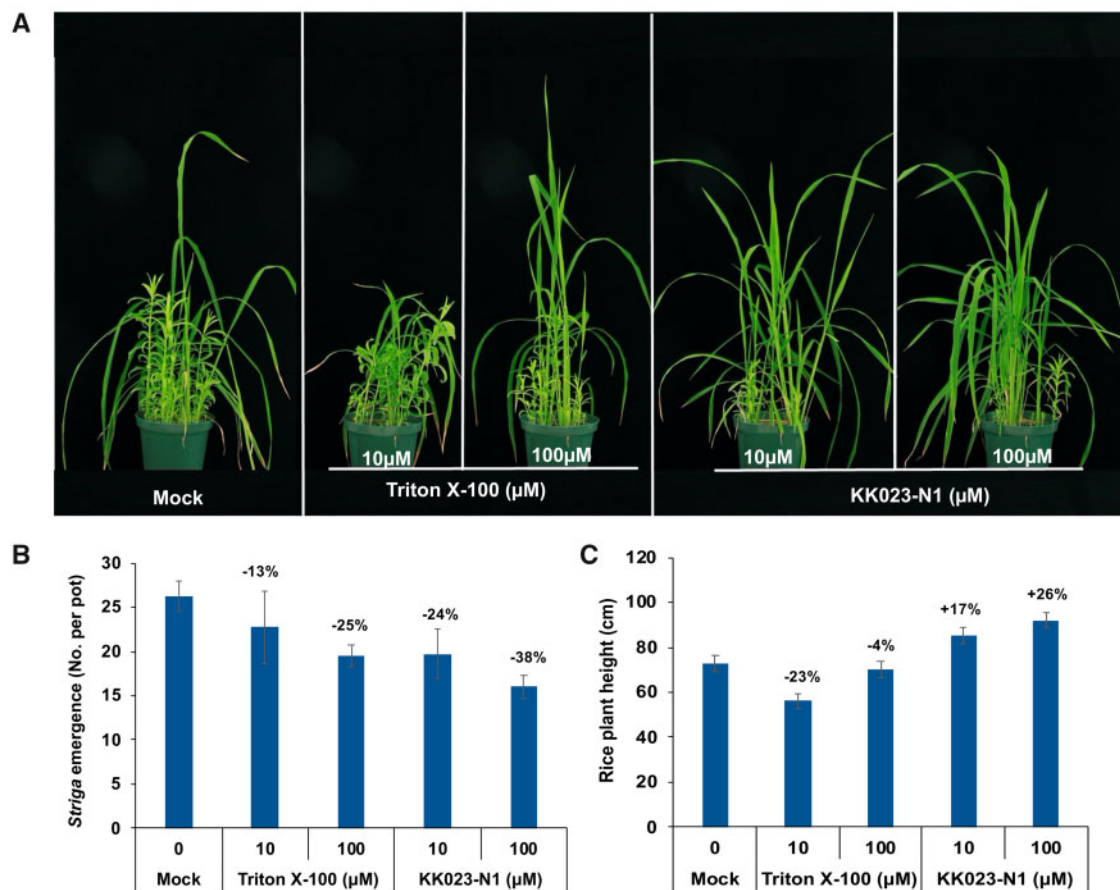 A
Mock
10µM
100µM
Triton X-100 (µM)
10µM
100µM
KK023-N1 (µM)
B
Striga emergence (No. per pot)
30
25
20
15
10
5
0
-13%
-25%
-24%
-38%
0 10 100 10 100
Mock Triton X-100 (µM) KK023-N1 (µM)
C
Rice plant height (cm)
120
100
80
60
40
20
0
-23%
-4%
+17%
+26%
0 10 100 10 100
Mock Triton X-100 (µM) KK023-N1 (µM)